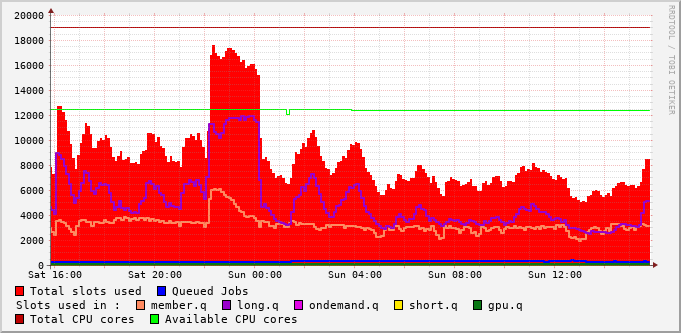 RRDTOOL / TOBI OETIKER
20000
18000
16000
14000
12000
10000
8000
6000
4000
2000
0
Sat 16:00 Sat 20:00 Sun 00:00 Sun 04:00 Sun 08:00 Sun 12:00
Total slots used Queued Jobs
Slots used in : member.q long.q ondemand.q short.q gpu.q
Total CPU cores Available CPU cores